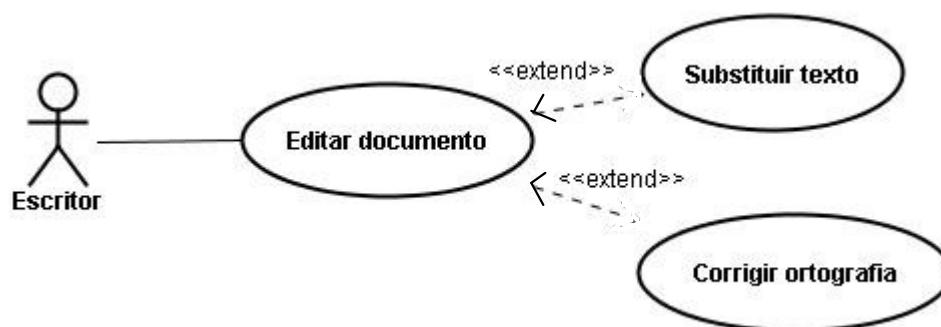 Substituir texto
<<extend>>
Editar documento
<<extend>>
Escritor
Corrigir ortografia